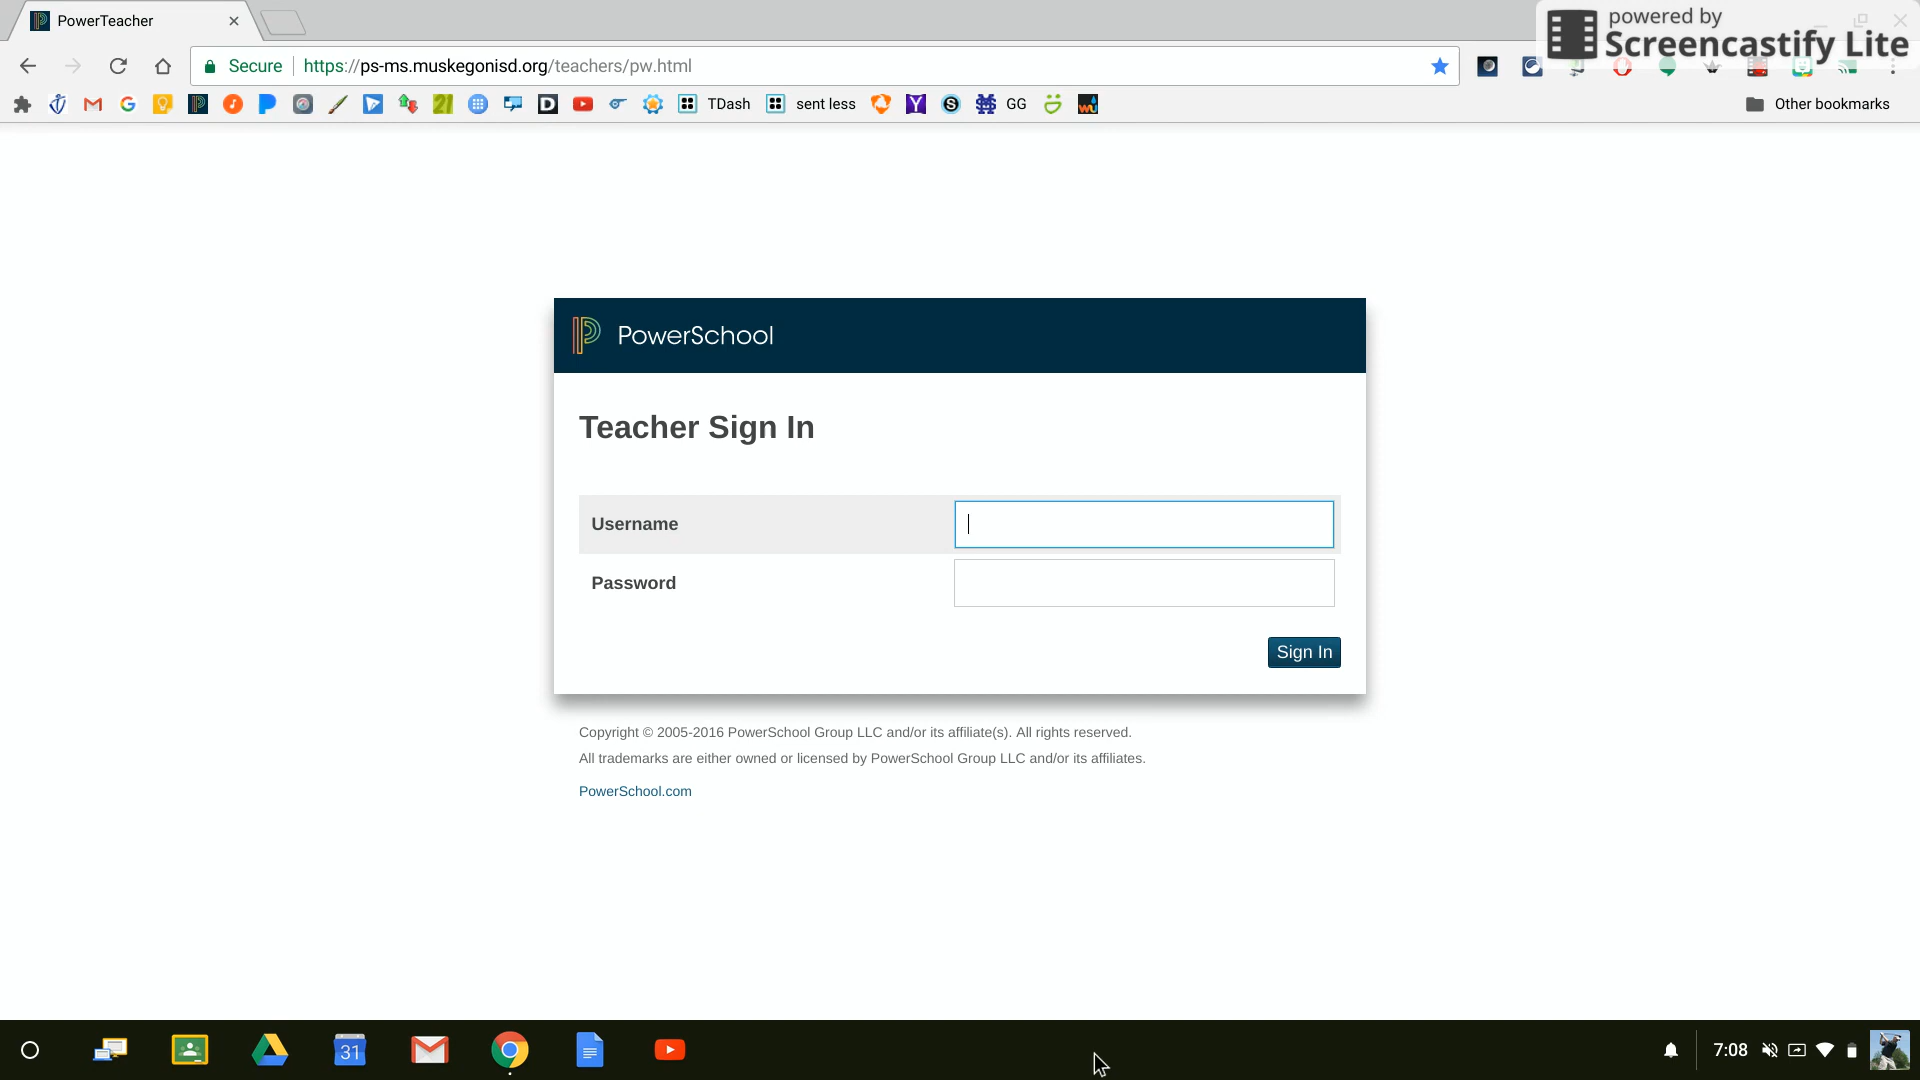 PowerTeacher
powered by
Screencastify Lite
Secure https://ps-ms.muskegonisd.org/teachers/pw.html
TDash sent less GG Other bookmarks
PowerSchool
Teacher Sign In
Username
Password
Sign In
Copyright © 2005-2016 PowerSchool Group LLC and/or its affiliate(s). All rights reserved.
All trademarks are either owned or licensed by PowerSchool Group LLC and/or its affiliates.
PowerSchool.com
31
7:08